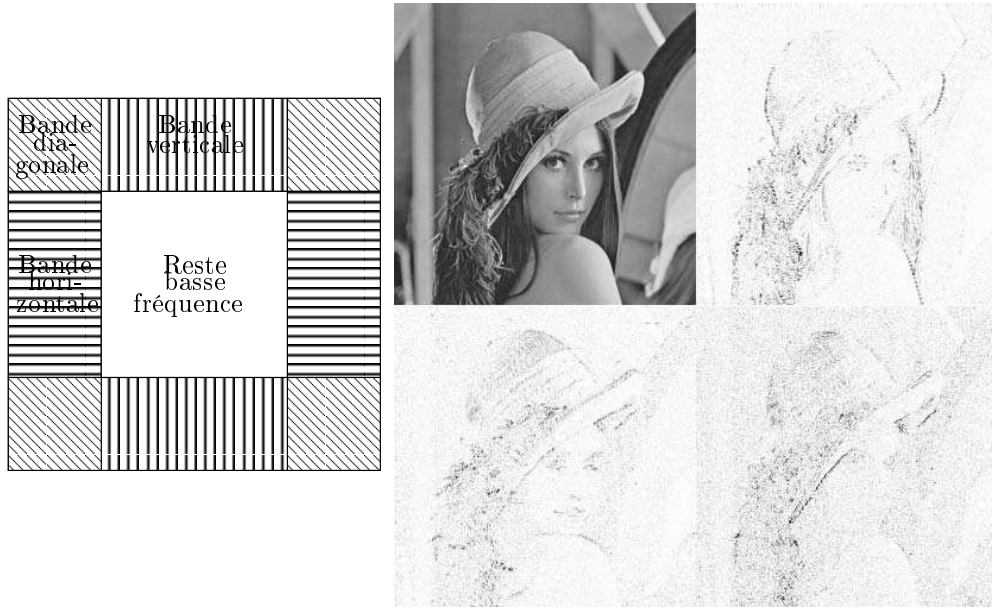 Bande
dia-
gonale
Bande
verticale
Bande
hori-
zontale
Reste
basse
fréquence